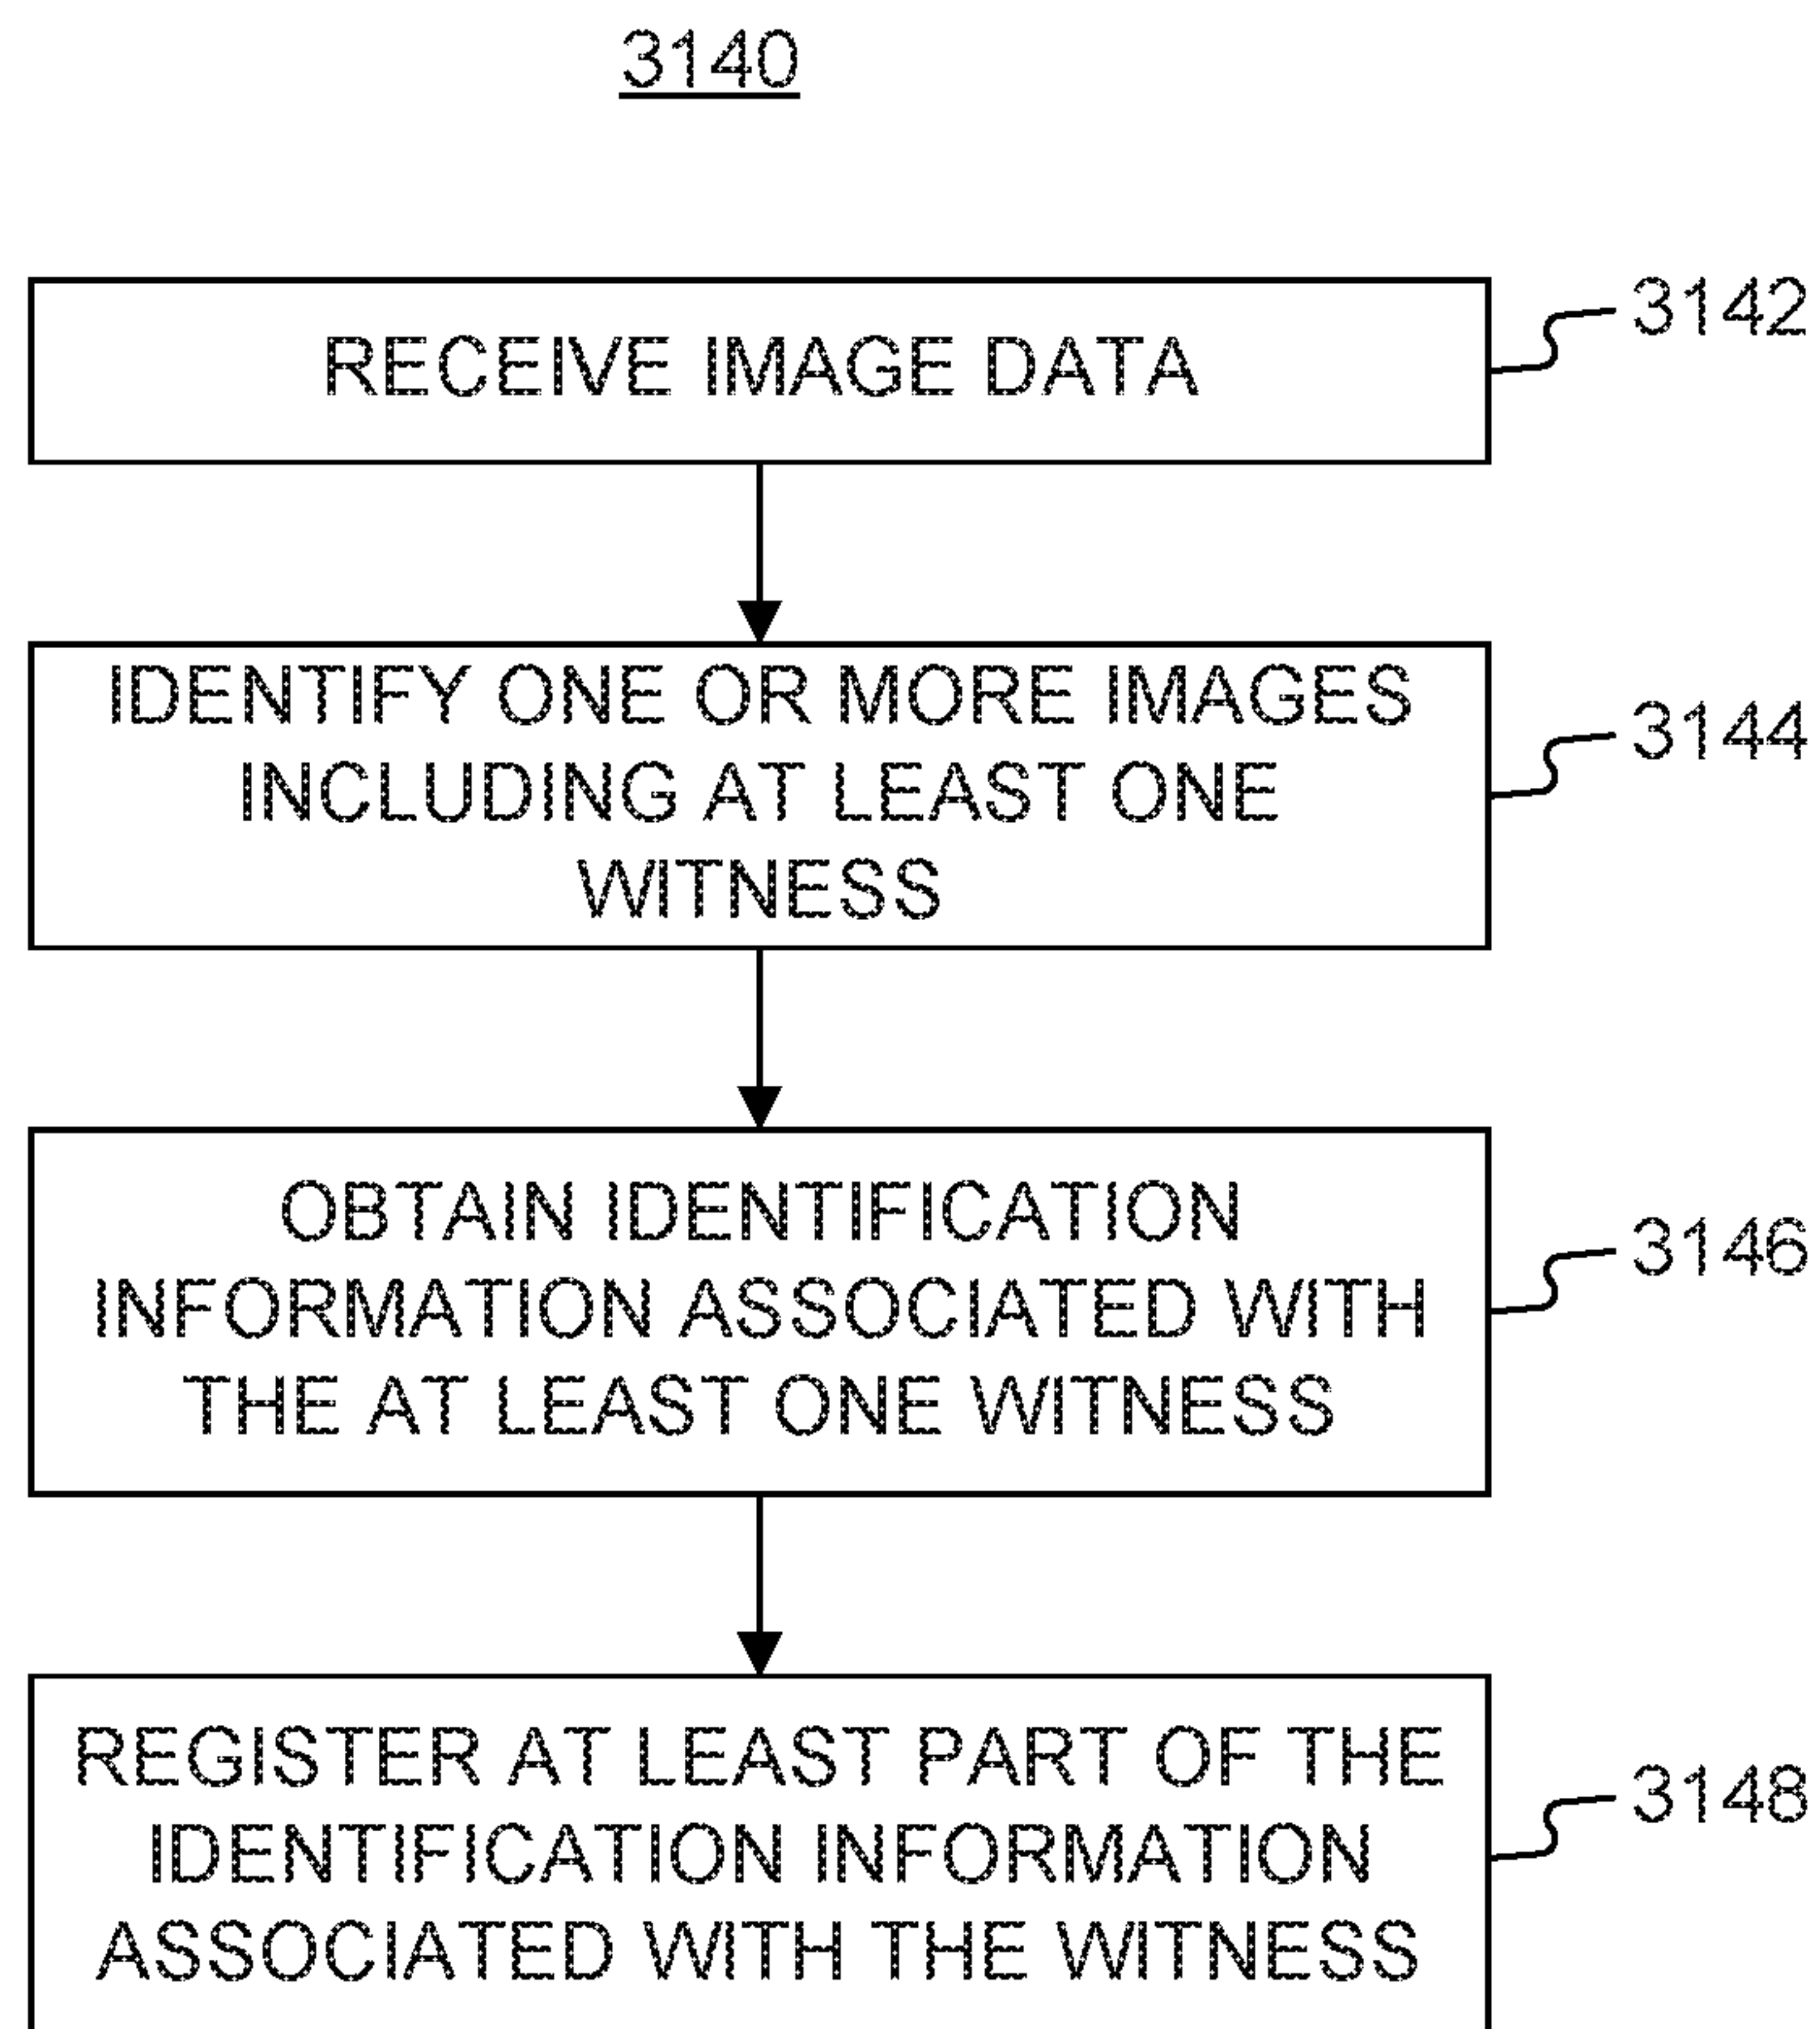 3140
RECEIVE IMAGE DATA
3142
IDENTIFY ONE OR MORE IMAGES
INCLUDING AT LEAST ONE
WITNESS
3144
OBTAIN IDENTIFICATION
INFORMATION ASSOCIATED WITH
THE AT LEAST ONE WITNESS
3146
REGISTER AT LEAST PART OF THE
IDENTIFICATION INFORMATION
ASSOCIATED WITH THE WITNESS
3148